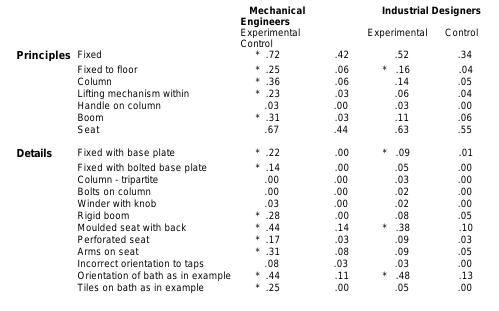 Mechanical Engineers Industrial Designers
Experimental Control Experimental Control
Principles Fixed * .72 .42 .52 .34
Fixed to floor * .25 .06 * .16 .04
Column * .36 .06 .14 .05
Lifting mechanism within * .23 .03 .06 .04
Handle on column .03 .00 .03 .00
Boom * .31 .03 .11 .06
Seat .67 .44 .63 .55
Details Fixed with base plate * .22 .00 * .09 .01
Fixed with bolted base plate * .14 .00 .05 .00
Column - tripartite .00 .00 .03 .00
Bolts on column .00 .00 .02 .00
Winder with knob .03 .00 .02 .00
Rigid boom * .28 .00 .08 .05
Moulded seat with back * .44 .14 * .38 .10
Perforated seat * .17 .03 .09 .03
Arms on seat * .31 .08 .09 .05
Incorrect orientation to taps .08 .03 .03 .00
Orientation of bath as in example * .44 .11 * .48 .13
Tiles on bath as in example * .25 .00 .05 .00